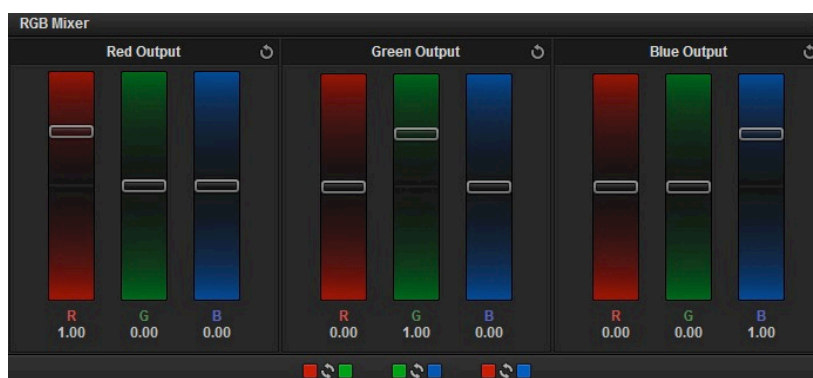 RGB Mixer
Red Output Green Output Blue Output
R G B R G B R G B
1.00 0.00 0.00 0.00 1.00 0.00 0.00 0.00 1.00